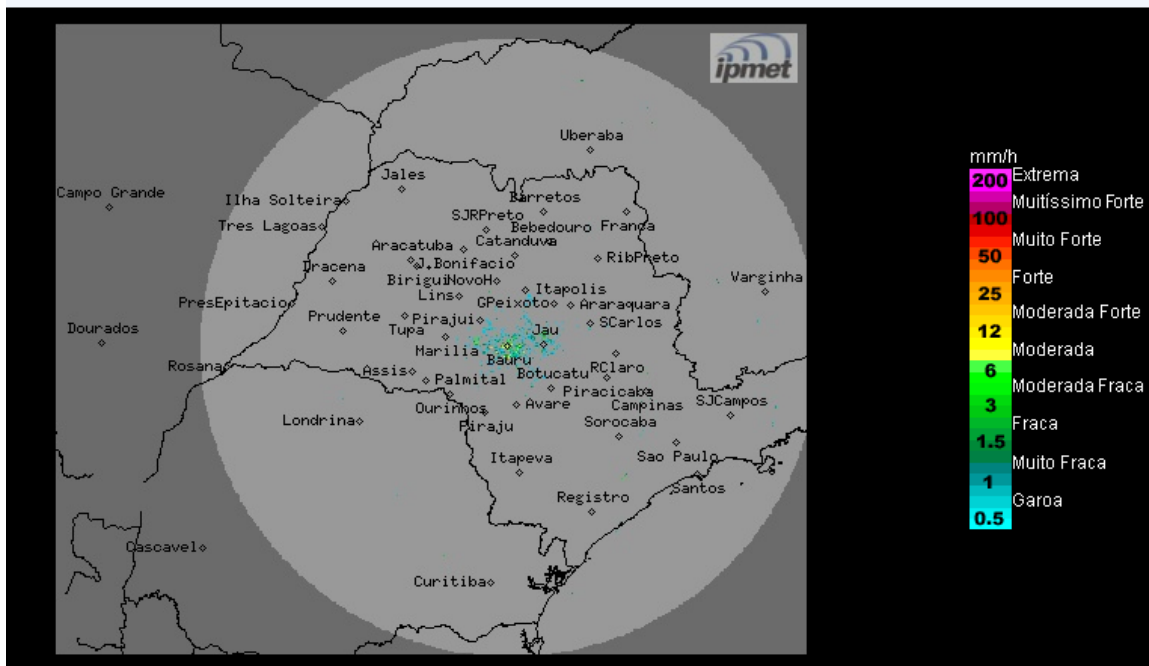 ipmet
Uberaba
Campo Grande
Jales
Ilha Solteira
Barretos
SJRPreto
Tres Lagoas
Bebedouro
Franca
Catanduva
Aracatuba
RibPreto
J.Bonifacio
Dracena
Varginha
Birigui
NovoH
Itapolis
Lins
PresEpitacio
GPeixoto
Araraquara
Prudente
Pirajui
SCarlos
Dourados
Tupa
Jau
Marilia
Bauru
RClaro
Rosana
Assis
Botucatu
Palmital
Piracicaba
SJCampos
Ourinhos
Avare
Campinas
Londrina
Piraju
Sorocaba
Itapeva
Sao Paulo
Santos
Registro
Cascavel
Curitiba
mm/h
200 Extrema
Muitíssimo Forte
100
Muito Forte
50
Forte
25
Moderada Forte
12
Moderada
6
Moderada Fraca
3
Fraca
1.5
Muito Fraca
1
Garoa
0.5